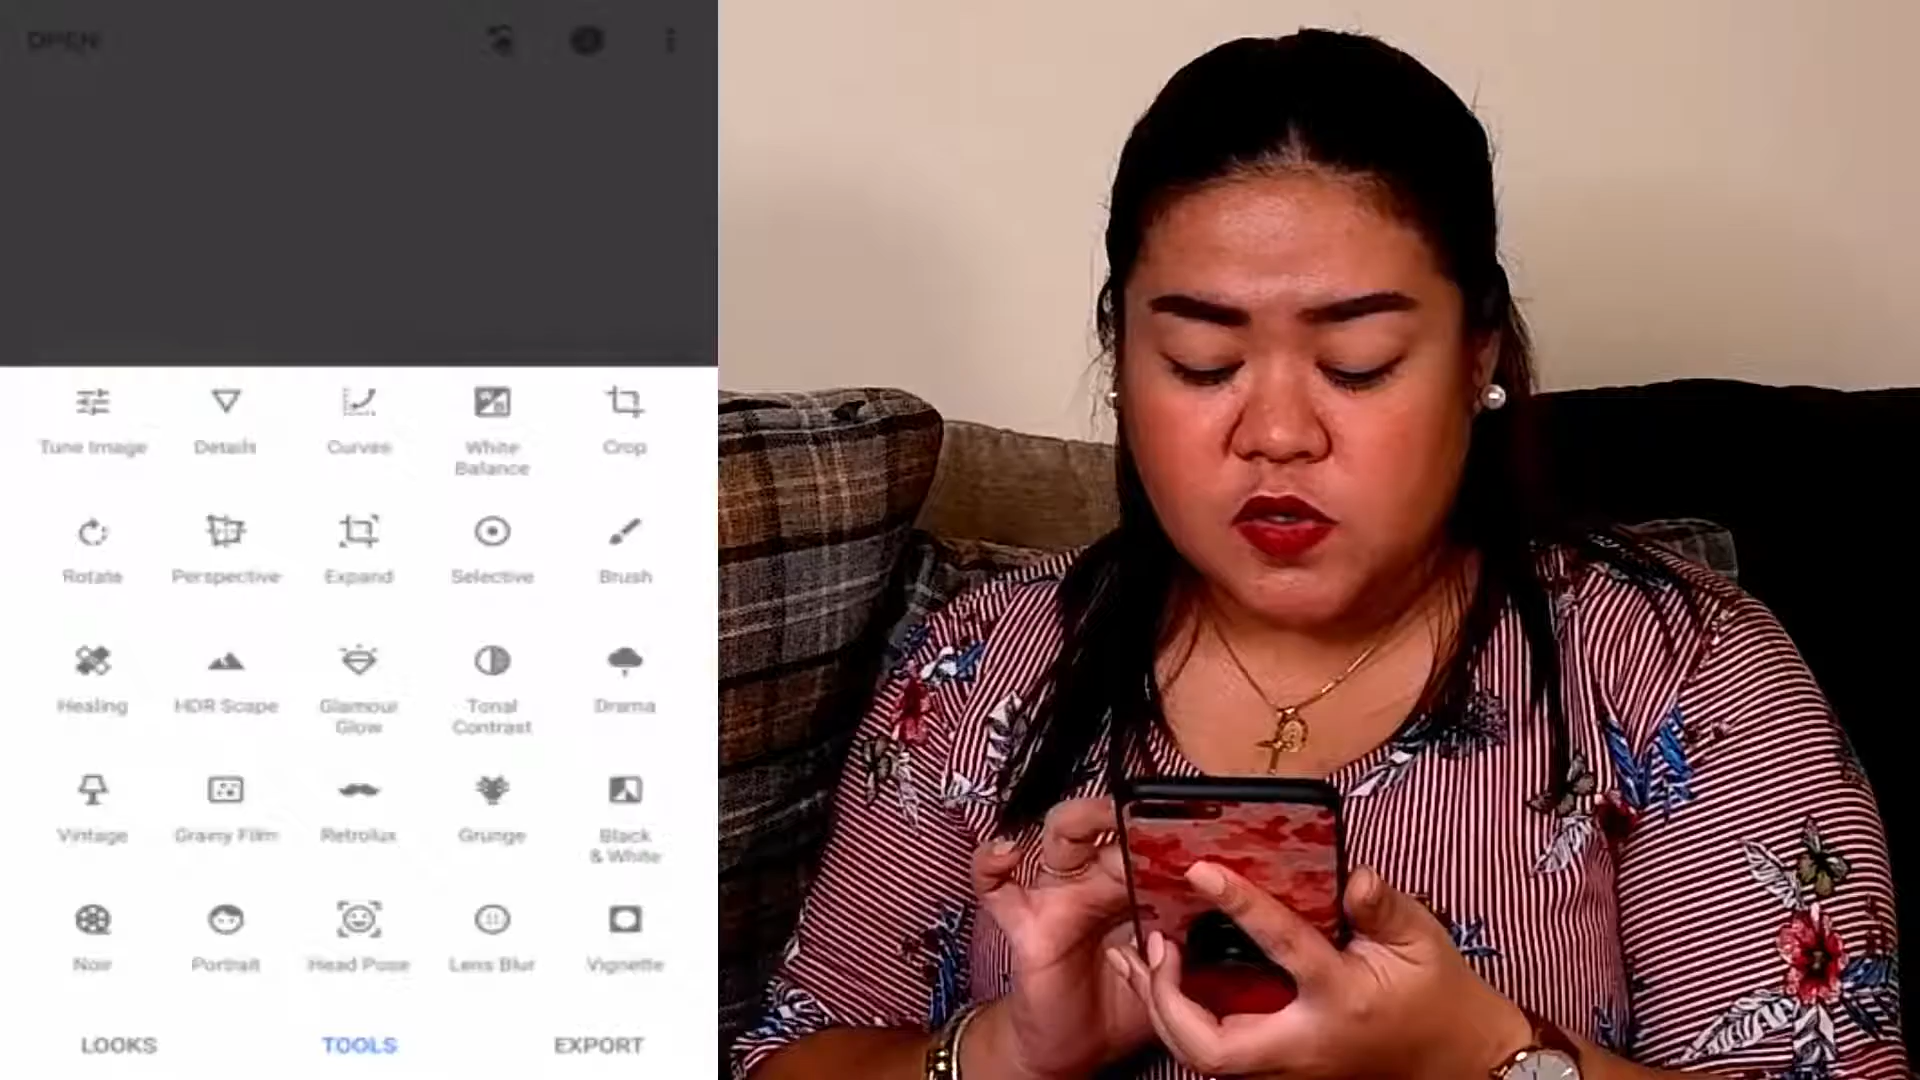 OPEN
Tune Image Details Curves White Balance Crop
Rotate Perspective Expand Selective Brush
Healing HDR Scape Glamour Glow Tonal Contrast Drama
Vintage Grainy Film Retrolux Grunge Black & White
Noir Portrait Head Pose Lens Blur Vignette
LOOKS TOOLS EXPORT